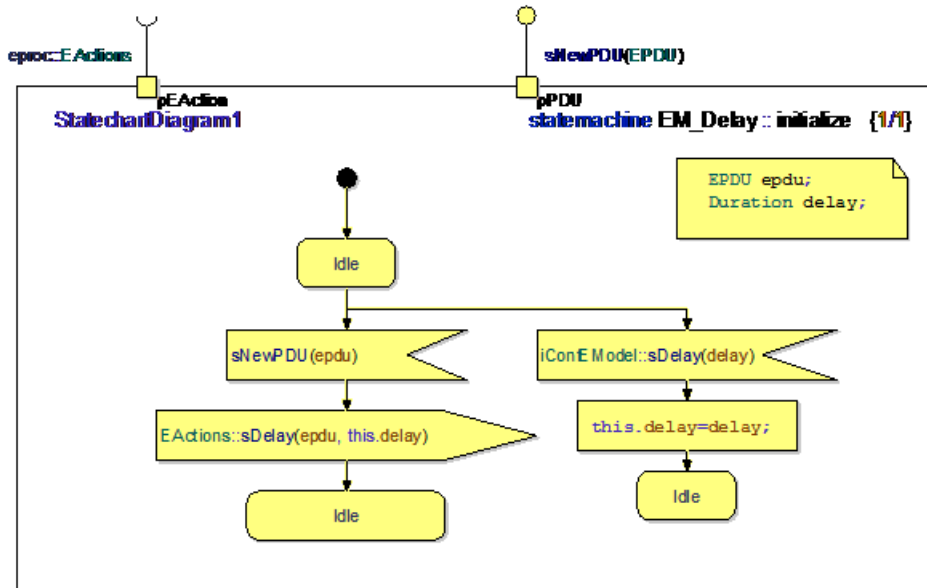 eproc::EActions
sNewPDU(EPDU)
pEAction
pPDU
StatechartDiagram1
statemachine EM_Delay :: initialize {1/1}
EPDU epdu;
Duration delay;
Idle
sNewPDU(epdu)
iConfEModel::sDelay(delay)
EActions::sDelay(epdu, this.delay)
this.delay=delay;
Idle
Idle